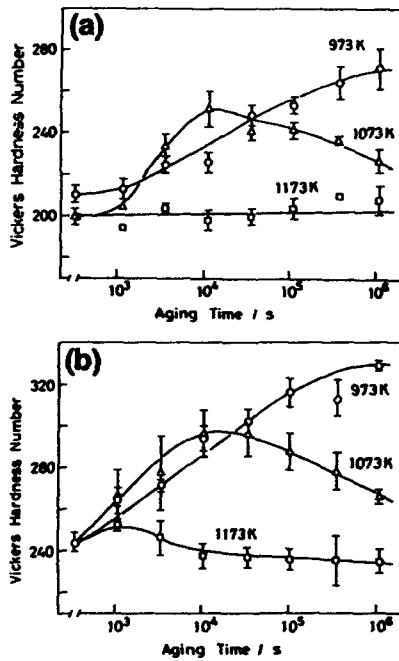 (a)
280
973K
240
1073K
200
1173K
Vickers Hardness Number
10³ 10⁴ 10⁵ 10⁶
Aging Time / s
(b)
320
973K
280
1073K
240
1173K
Vickers Hardness Number
10³ 10⁴ 10⁵ 10⁶
Aging Time / s